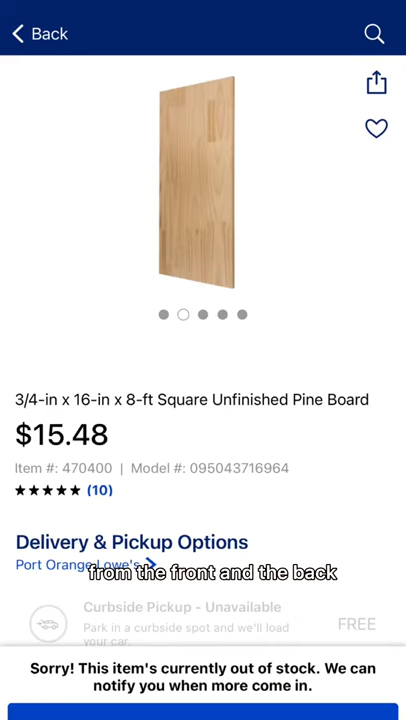 Back
3/4-in x 16-in x 8-ft Square Unfinished Pine Board
$15.48
Item #: 470400 | Model #: 095043716964
(10)
Delivery & Pickup Options
Port Orange Lowe's
from the front and the back
Curbside Pickup - Unavailable
Park in a curbside spot and we'll load
your car.
FREE
Sorry! This item's currently out of stock. We can
notify you when more come in.